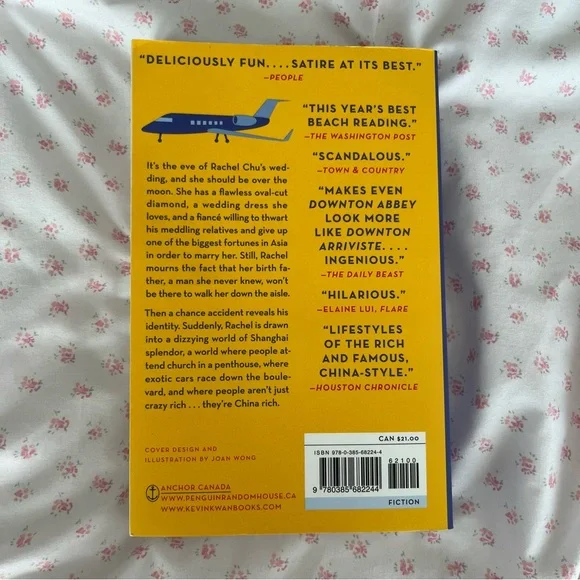 “DELICIOUSLY FUN.... SATIRE AT ITS BEST.”
—PEOPLE
“THIS YEAR’S BEST
BEACH READING.”
—THE WASHINGTON POST
“SCANDALOUS.”
—TOWN & COUNTRY
“MAKES EVEN
DOWNTON ABBEY
LOOK MORE
LIKE DOWNTON
ARRIVISTE....
INGENIOUS.”
—THE DAILY BEAST
“HILARIOUS.”
—ELAINE LUI, FLARE
“LIFESTYLES
OF THE RICH
AND FAMOUS,
CHINA-STYLE.”
—HOUSTON CHRONICLE
It’s the eve of Rachel Chu’s wed-
ding, and she should be over the
moon. She has a flawless oval-cut
diamond, a wedding dress she
loves, and a fiancé willing to thwart
his meddling relatives and give up
one of the biggest fortunes in Asia
in order to marry her. Still, Rachel
mourns the fact that her birth fa-
ther, a man she never knew, won’t
be there to walk her down the aisle.
Then a chance accident reveals his
identity. Suddenly, Rachel is drawn
into a dizzying world of Shanghai
splendor, a world where people at-
tend church in a penthouse, where
exotic cars race down the boule-
vard, and where people aren’t just
crazy rich . . . they’re China rich.
COVER DESIGN AND
ILLUSTRATION BY JOAN WONG
ANCHOR CANADA
WWW.PENGUINRANDOMHOUSE.CA
WWW.KEVINKWANBOOKS.COM
CAN $21.00
ISBN 978-0-385-68224-4
62100
9 780385 682244
FICTION